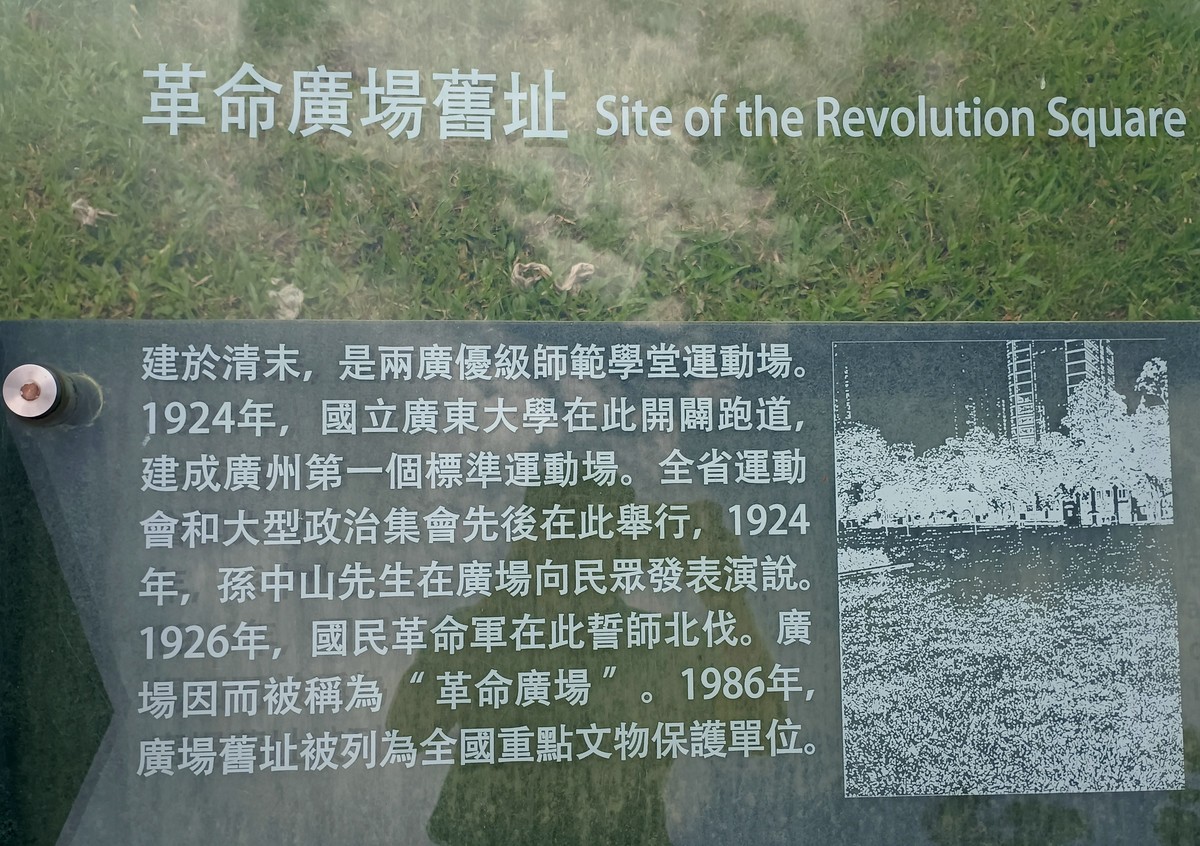 革命廣場舊址 Site of the Revolution Square
建於清末，是兩廣優級師範學堂運動場。
1924年，國立廣東大學在此開闢跑道，
建成廣州第一個標準運動場。全省運動
會和大型政治集會先後在此舉行，1924
年，孫中山先生在廣場向民眾發表演說。
1926年，國民革命軍在此誓師北伐。廣
場因而被稱為“革命廣場”。1986年，
廣場舊址被列為全國重點文物保護單位。